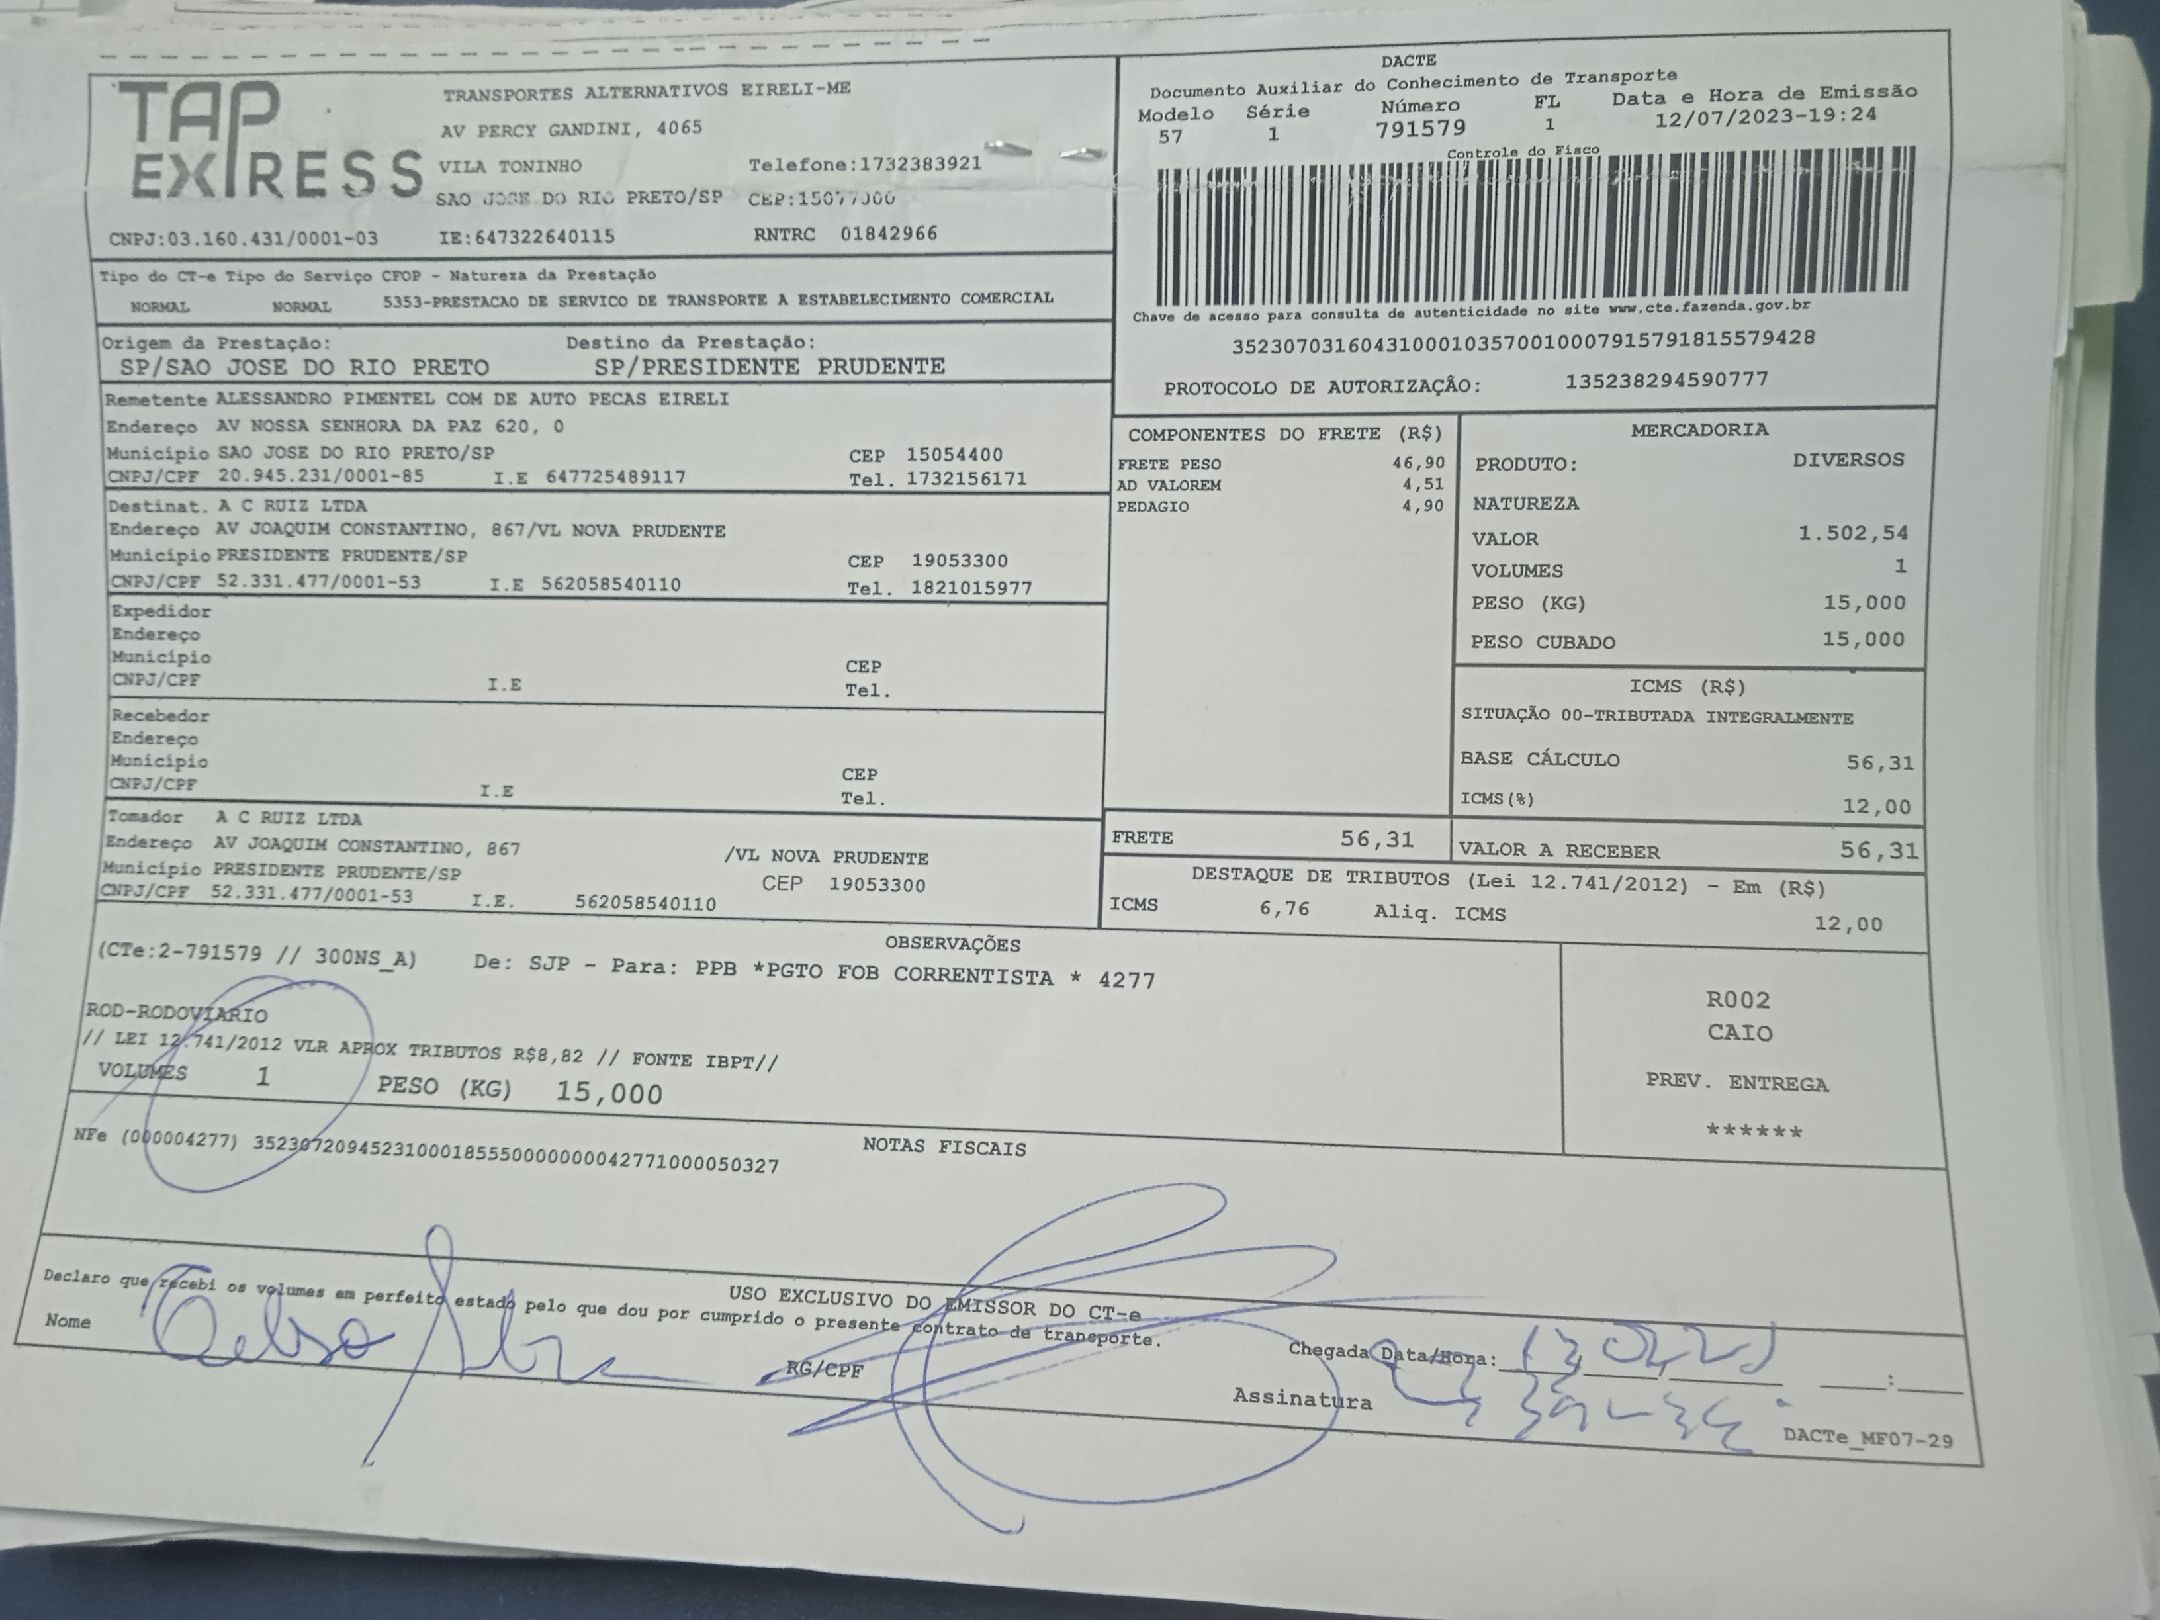 TAP
EXPRESS
TRANSPORTES ALTERNATIVOS EIRELI-ME
AV PERCY GANDINI, 4065
VILA TONINHO Telefone:1732383921
SAO JOSE DO RIO PRETO/SP CEP:15077000
CNPJ:03.160.431/0001-03 IE:647322640115 RNTRC 01842966
DACTE
Documento Auxiliar do Conhecimento de Transporte
Modelo Série Número FL Data e Hora de Emissão
57 1 791579 1 12/07/2023-19:24
Controle do Fisco
Chave de acesso para consulta de autenticidade no site www.cte.fazenda.gov.br
35230703160431000103570010007915791815579428
PROTOCOLO DE AUTORIZAÇÃO: 135238294590777
Tipo do CT-e Tipo do Serviço CFOP - Natureza da Prestação
NORMAL NORMAL 5353-PRESTACAO DE SERVICO DE TRANSPORTE A ESTABELECIMENTO COMERCIAL
Origem da Prestação: Destino da Prestação:
SP/SAO JOSE DO RIO PRETO SP/PRESIDENTE PRUDENTE
Remetente ALESSANDRO PIMENTEL COM DE AUTO PECAS EIRELI
Endereço AV NOSSA SENHORA DA PAZ 620, 0
Município SAO JOSE DO RIO PRETO/SP CEP 15054400
CNPJ/CPF 20.945.231/0001-85 I.E 647725489117 Tel. 1732156171
Destinat. A C RUIZ LTDA
Endereço AV JOAQUIM CONSTANTINO, 867/VL NOVA PRUDENTE
Município PRESIDENTE PRUDENTE/SP CEP 19053300
CNPJ/CPF 52.331.477/0001-53 I.E 562058540110 Tel. 1821015977
Expedidor
Endereço
Município CEP
CNPJ/CPF I.E Tel.
Recebedor
Endereço
Município CEP
CNPJ/CPF I.E Tel.
Tomador A C RUIZ LTDA
Endereço AV JOAQUIM CONSTANTINO, 867 /VL NOVA PRUDENTE
Município PRESIDENTE PRUDENTE/SP CEP 19053300
CNPJ/CPF 52.331.477/0001-53 I.E. 562058540110
COMPONENTES DO FRETE (R$)
FRETE PESO 46,90
AD VALOREM 4,51
PEDAGIO 4,90
MERCADORIA
PRODUTO: DIVERSOS
NATUREZA
VALOR 1.502,54
VOLUMES 1
PESO (KG) 15,000
PESO CUBADO 15,000
ICMS (R$)
SITUAÇÃO 00-TRIBUTADA INTEGRALMENTE
BASE CÁLCULO 56,31
ICMS(%) 12,00
FRETE 56,31 VALOR A RECEBER 56,31
DESTAQUE DE TRIBUTOS (Lei 12.741/2012) - Em (R$)
ICMS 6,76 Aliq. ICMS 12,00
OBSERVAÇÕES
(CTe:2-791579 // 300NS_A) De: SJP - Para: PPB *PGTO FOB CORRENTISTA * 4277
ROD-RODOVIARIO
// LEI 12.741/2012 VLR APROX TRIBUTOS R$8,82 // FONTE IBPT//
VOLUMES 1 PESO (KG) 15,000
R002
CAIO
PREV. ENTREGA
******
NOTAS FISCAIS
NFe (000004277) 35230720945231000185550000000042771000050327
USO EXCLUSIVO DO EMISSOR DO CT-e
Declaro que recebi os volumes em perfeito estado pelo que dou por cumprido o presente contrato de transporte.
Nome RG/CPF Chegada Data/Hora: :
Assinatura
DACTe_MF07-29